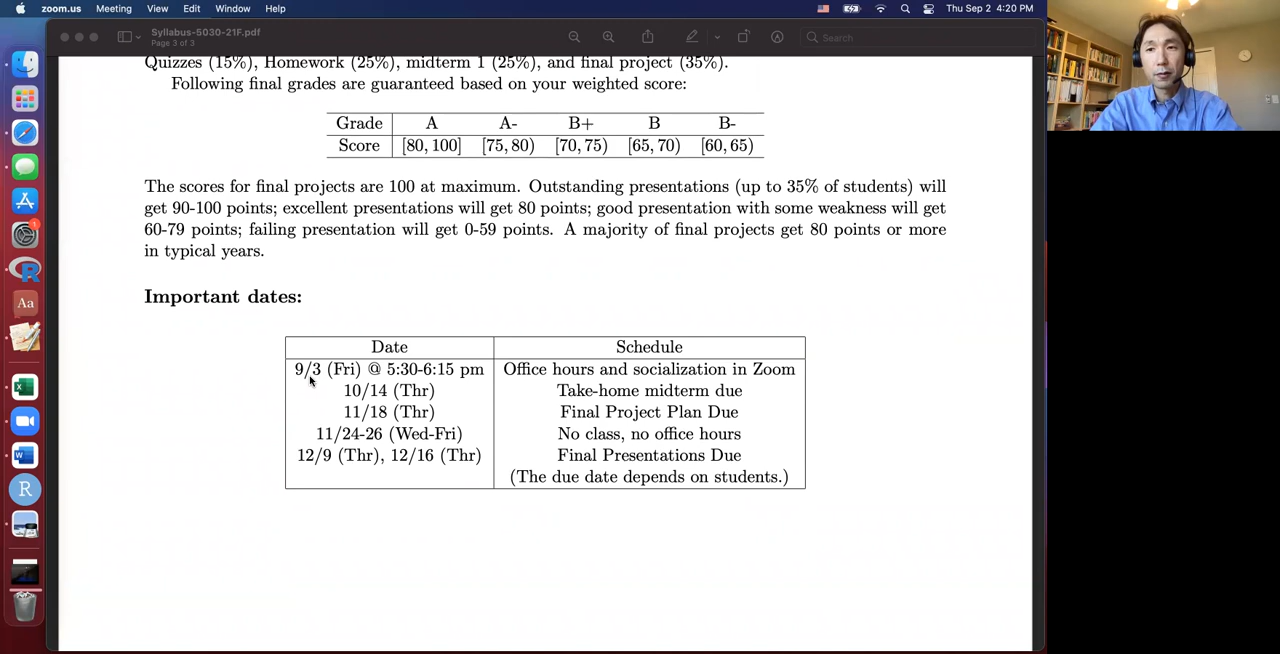 zoom.us Meeting View Edit Window Help Thu Sep 2 4:20 PM
Syllabus-5030-21F.pdf
Page 3 of 3
Search
Quizzes (15%), Homework (25%), midterm 1 (25%), and final project (35%).
Following final grades are guaranteed based on your weighted score:
Grade A A- B+ B B-
Score [80, 100] [75, 80) [70, 75) [65, 70) [60, 65)
The scores for final projects are 100 at maximum. Outstanding presentations (up to 35% of students) will
get 90-100 points; excellent presentations will get 80 points; good presentation with some weakness will get
60-79 points; failing presentation will get 0-59 points. A majority of final projects get 80 points or more
in typical years.
Important dates:
Date Schedule
9/3 (Fri) @ 5:30-6:15 pm Office hours and socialization in Zoom
10/14 (Thr) Take-home midterm due
11/18 (Thr) Final Project Plan Due
11/24-26 (Wed-Fri) No class, no office hours
12/9 (Thr), 12/16 (Thr) Final Presentations Due
(The due date depends on students.)
1
R
Aa
X
W
R